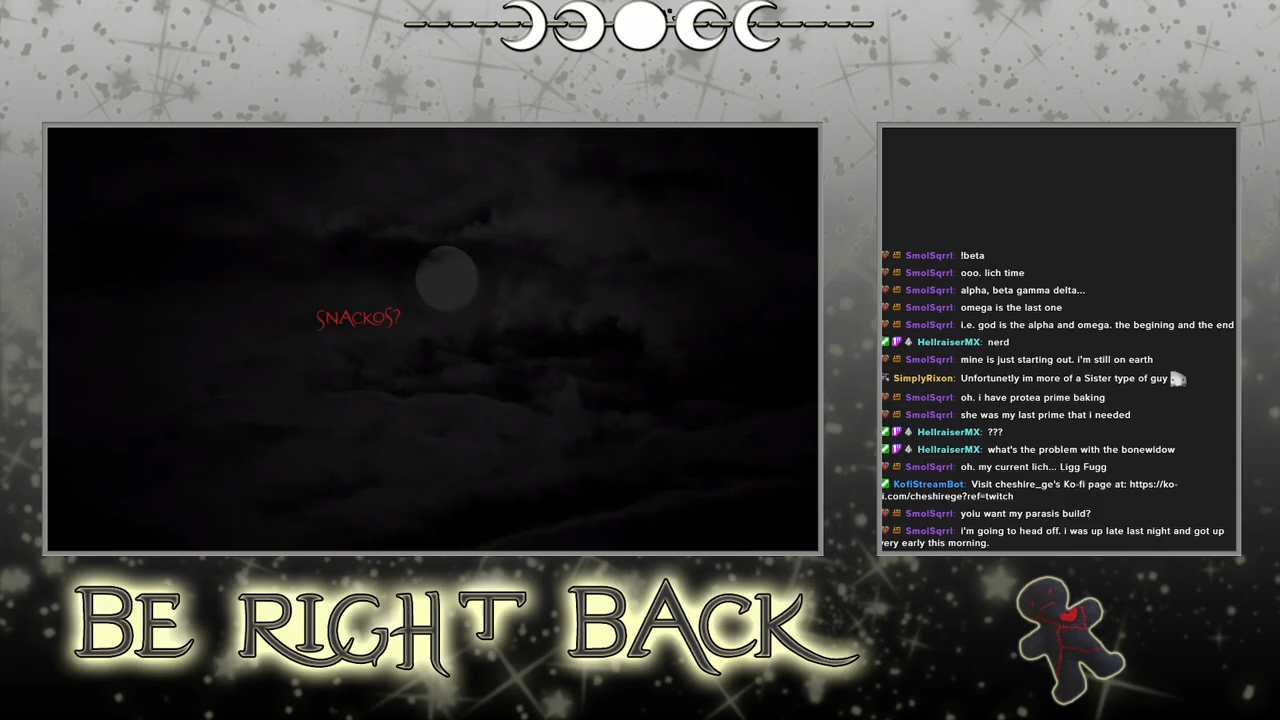 SNACKOS?
SmolSqrrl: !beta
SmolSqrrl: ooo. lich time
SmolSqrrl: alpha, beta gamma delta...
SmolSqrrl: omega is the last one
SmolSqrrl: i.e. god is the alpha and omega. the begining and the end
HellraiserMX: nerd
SmolSqrrl: mine is just starting out. i'm still on earth
SimplyRixon: Unfortunetly im more of a Sister type of guy
SmolSqrrl: oh. i have protea prime baking
SmolSqrrl: she was my last prime that i needed
HellraiserMX: ???
HellraiserMX: what's the problem with the bonewidow
SmolSqrrl: oh. my current lich... Ligg Fugg
KofiStreamBot: Visit cheshire_ge's Ko-fi page at: https://ko-
i.com/cheshirege?ref=twitch
SmolSqrrl: yoiu want my parasis build?
SmolSqrrl: i'm going to head off. i was up late last night and got up
very early this morning.
BE RIGHT BACK